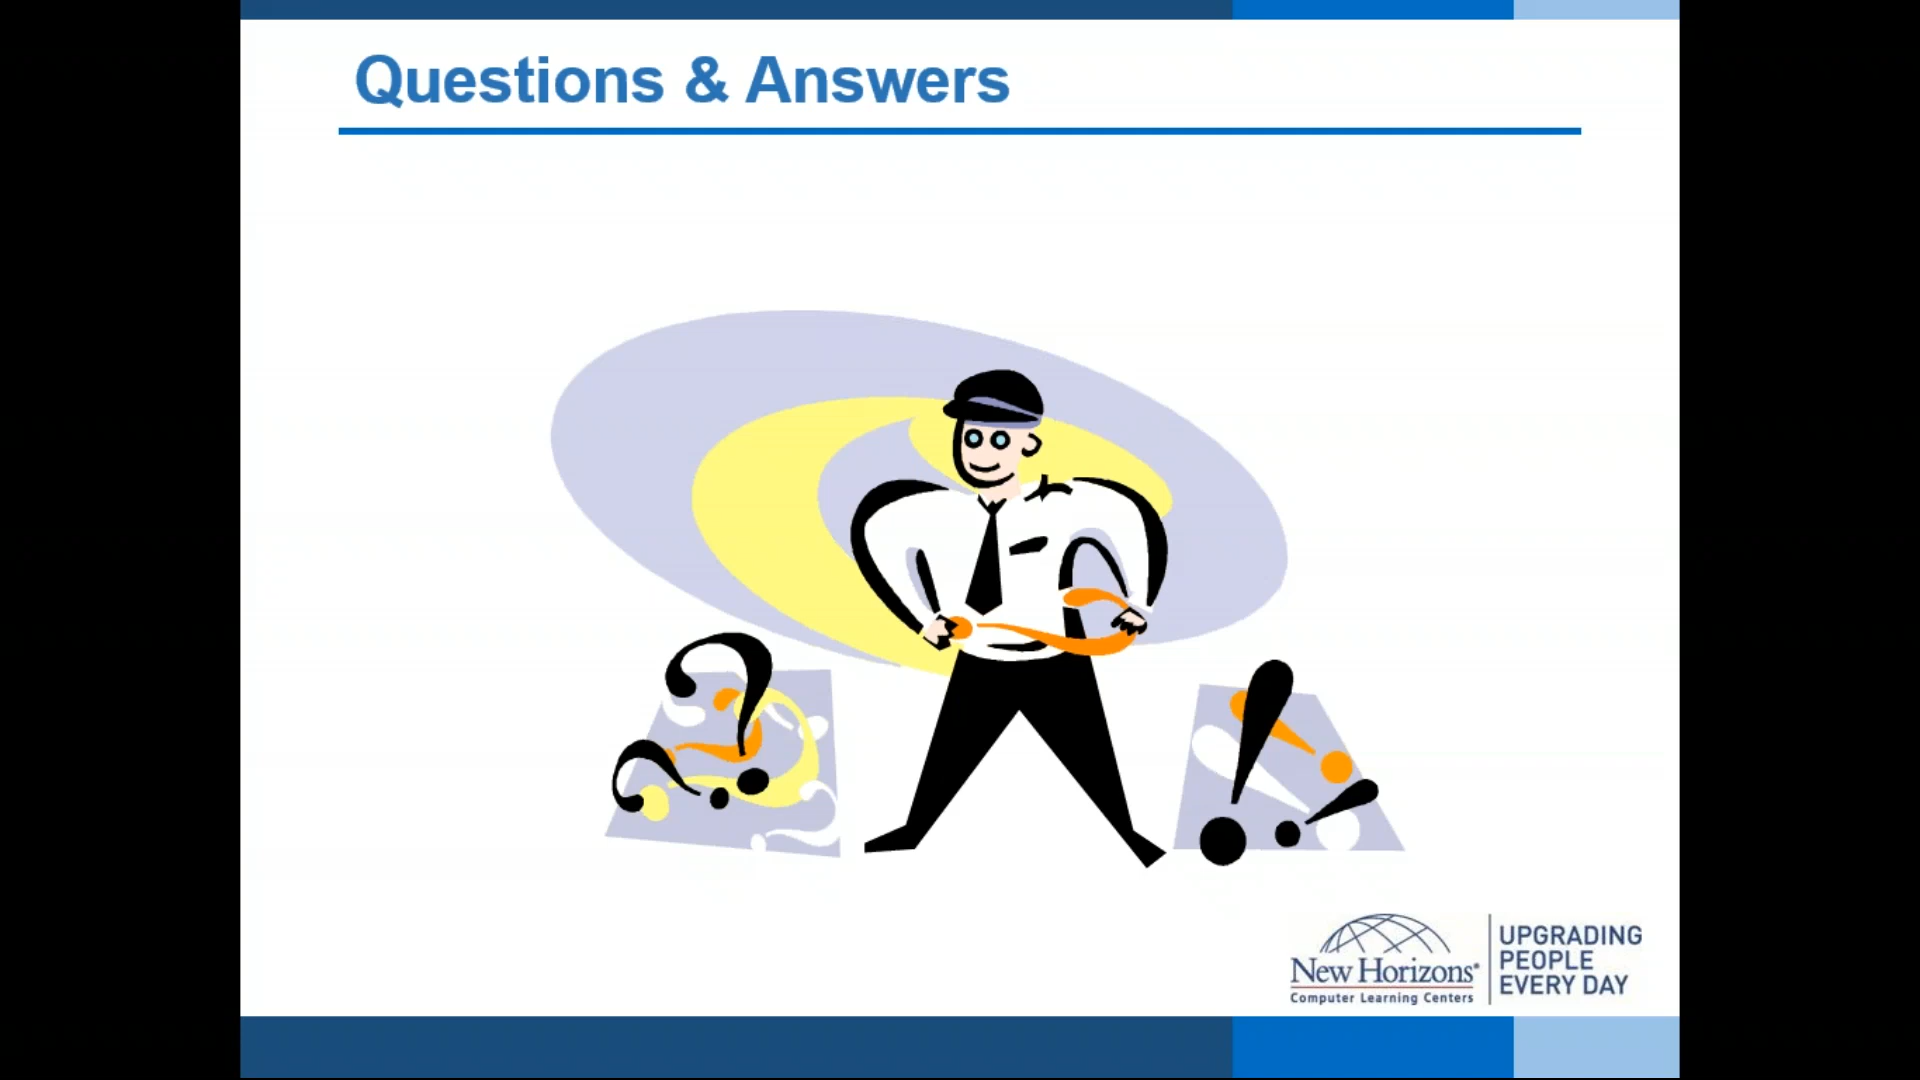 Questions & Answers
New Horizons®
Computer Learning Centers
UPGRADING
PEOPLE
EVERY DAY